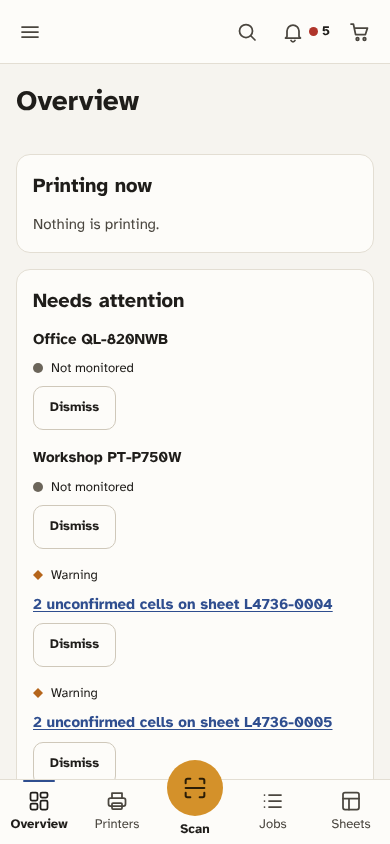 5
Overview
Printing now
Nothing is printing.
Needs attention
Office QL-820NWB
Not monitored
Dismiss
Workshop PT-P750W
Not monitored
Dismiss
Warning
2 unconfirmed cells on sheet L4736-0004
Dismiss
Warning
2 unconfirmed cells on sheet L4736-0005
Dismiss
Overview
Printers
Scan
Jobs
Sheets